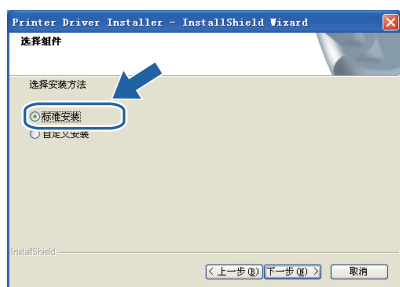 Printer Driver Installer - InstallShield Wizard
选择组件
选择安装方法
标准安装
自定义安装
InstallShield
< 上一步(B) 下一步(N) > 取消